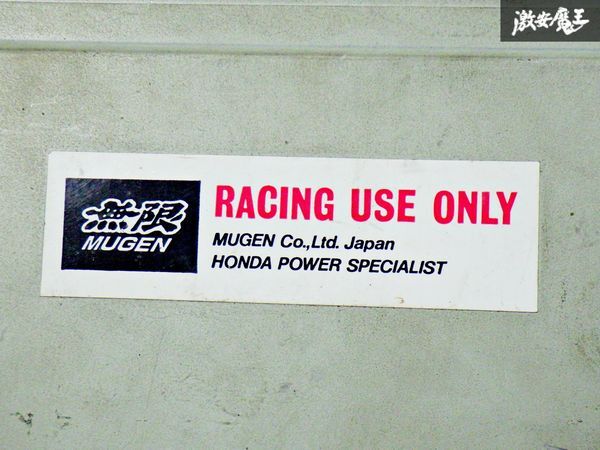 激安魔王
無限
MUGEN
RACING USE ONLY
MUGEN Co.,Ltd. Japan
HONDA POWER SPECIALIST